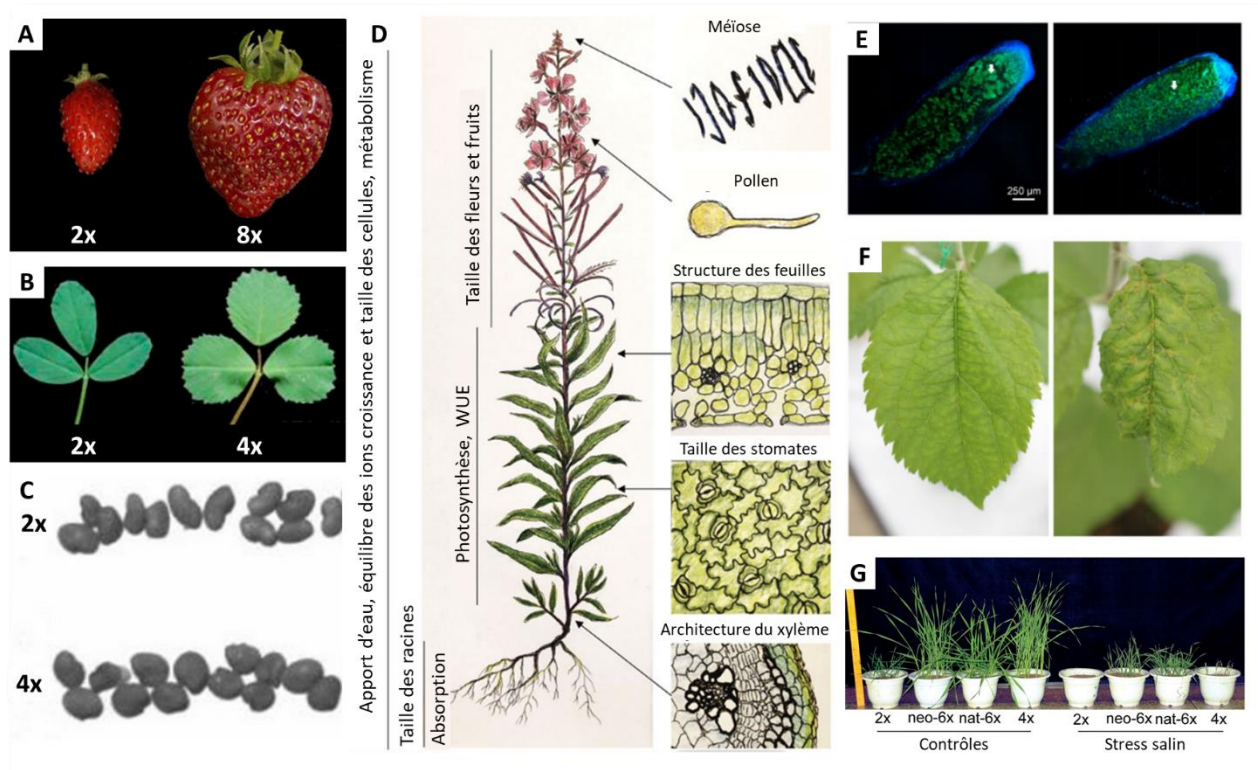 A
2x
8x
B
2x
4x
C
2x
4x
D
Apport d'eau, équilibre des ions croissance et taille des cellules, métabolisme
Taille des racines
Absorption
Taille des fleurs et fruits
Photosynthèse, WUE
Méïose
Pollen
Structure des feuilles
Taille des stomates
Architecture du xylème
E
250 µm
F
G
2x neo-6x nat-6x 4x
2x neo-6x nat-6x 4x
Contrôles
Stress salin